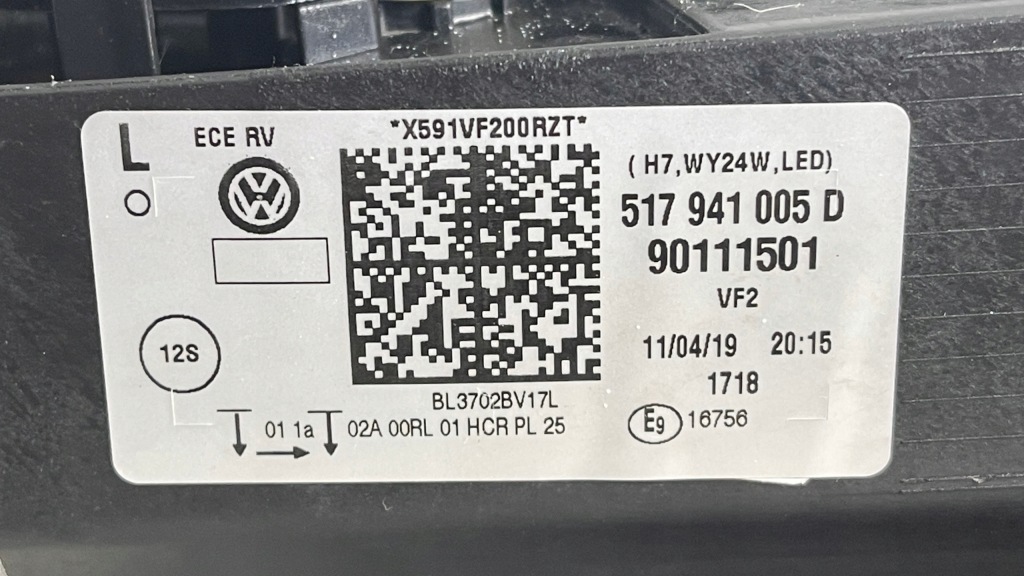 L
ECE RV
*X591VF200RZT*
(H7,WY24W,LED)
517 941 005 D
90111501
VF2
12S
11/04/19 20:15
1718
BL3702BV17L
01 1a 02A 00RL 01 HCR PL 25
E9 16756